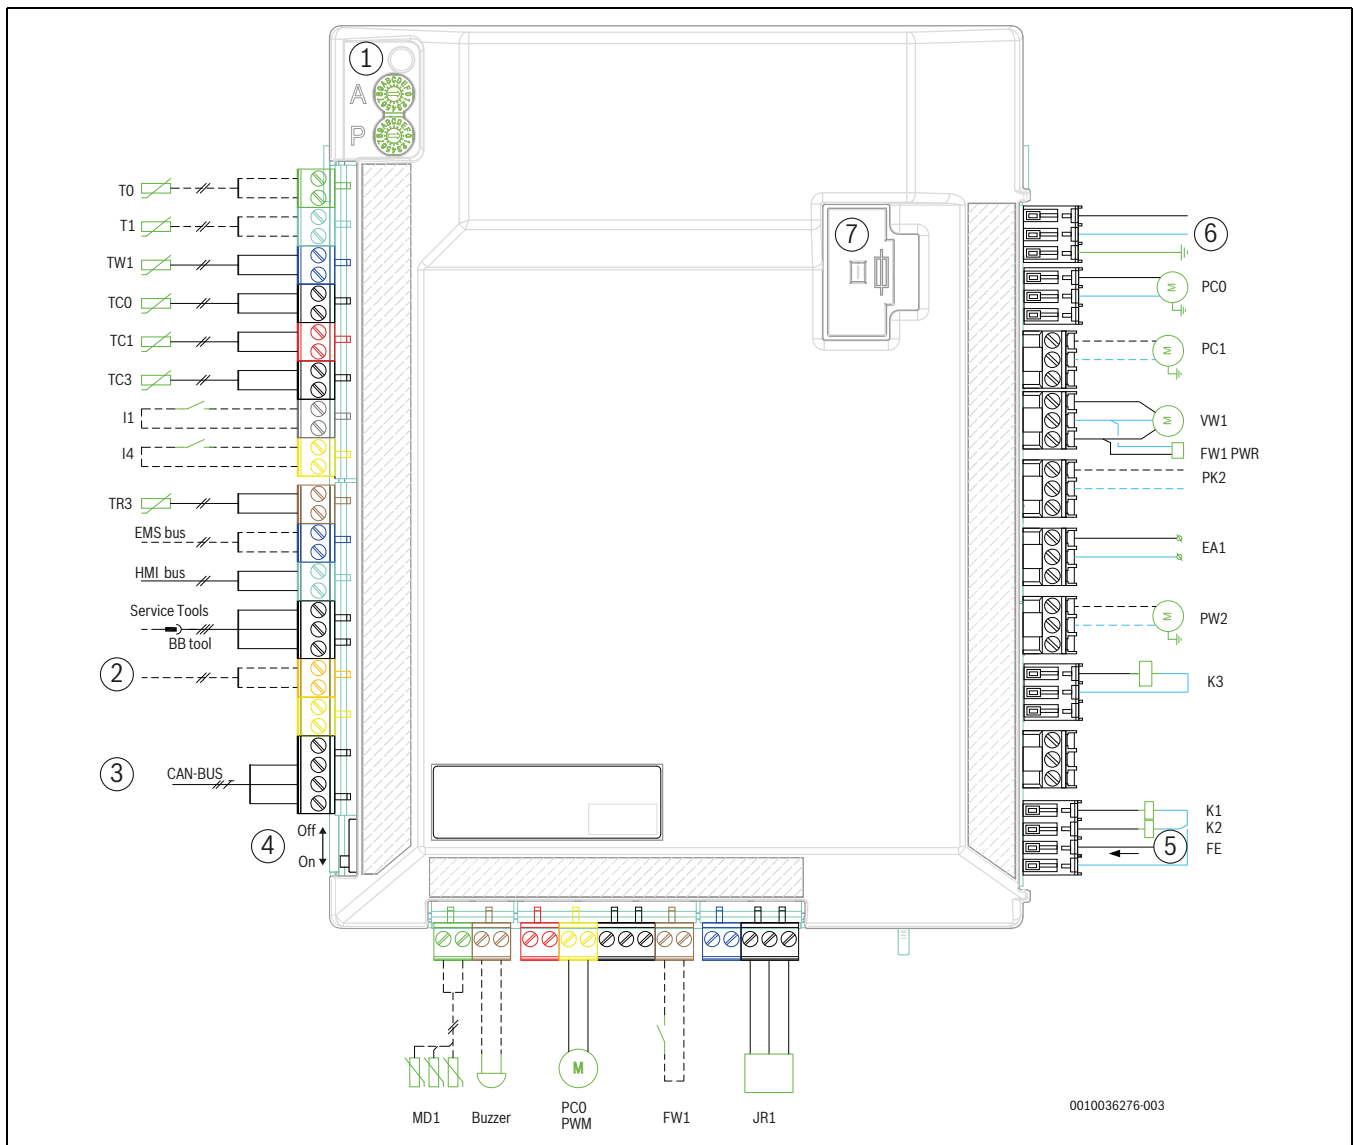 1
A
P
T0
T1
TW1
TC0
TC1
TC3
I1
I4
TR3
EMS bus
HMI bus
Service Tools
BB tool
2
3
CAN-BUS
4
Off
On
7
6
M
PC0
M
PC1
M
VW1
FW1 PWR
PK2
EA1
M
PW2
K3
K1
K2
5
FE
M
MD1
Buzzer
PC0
PWM
FW1
JR1
0010036276-003